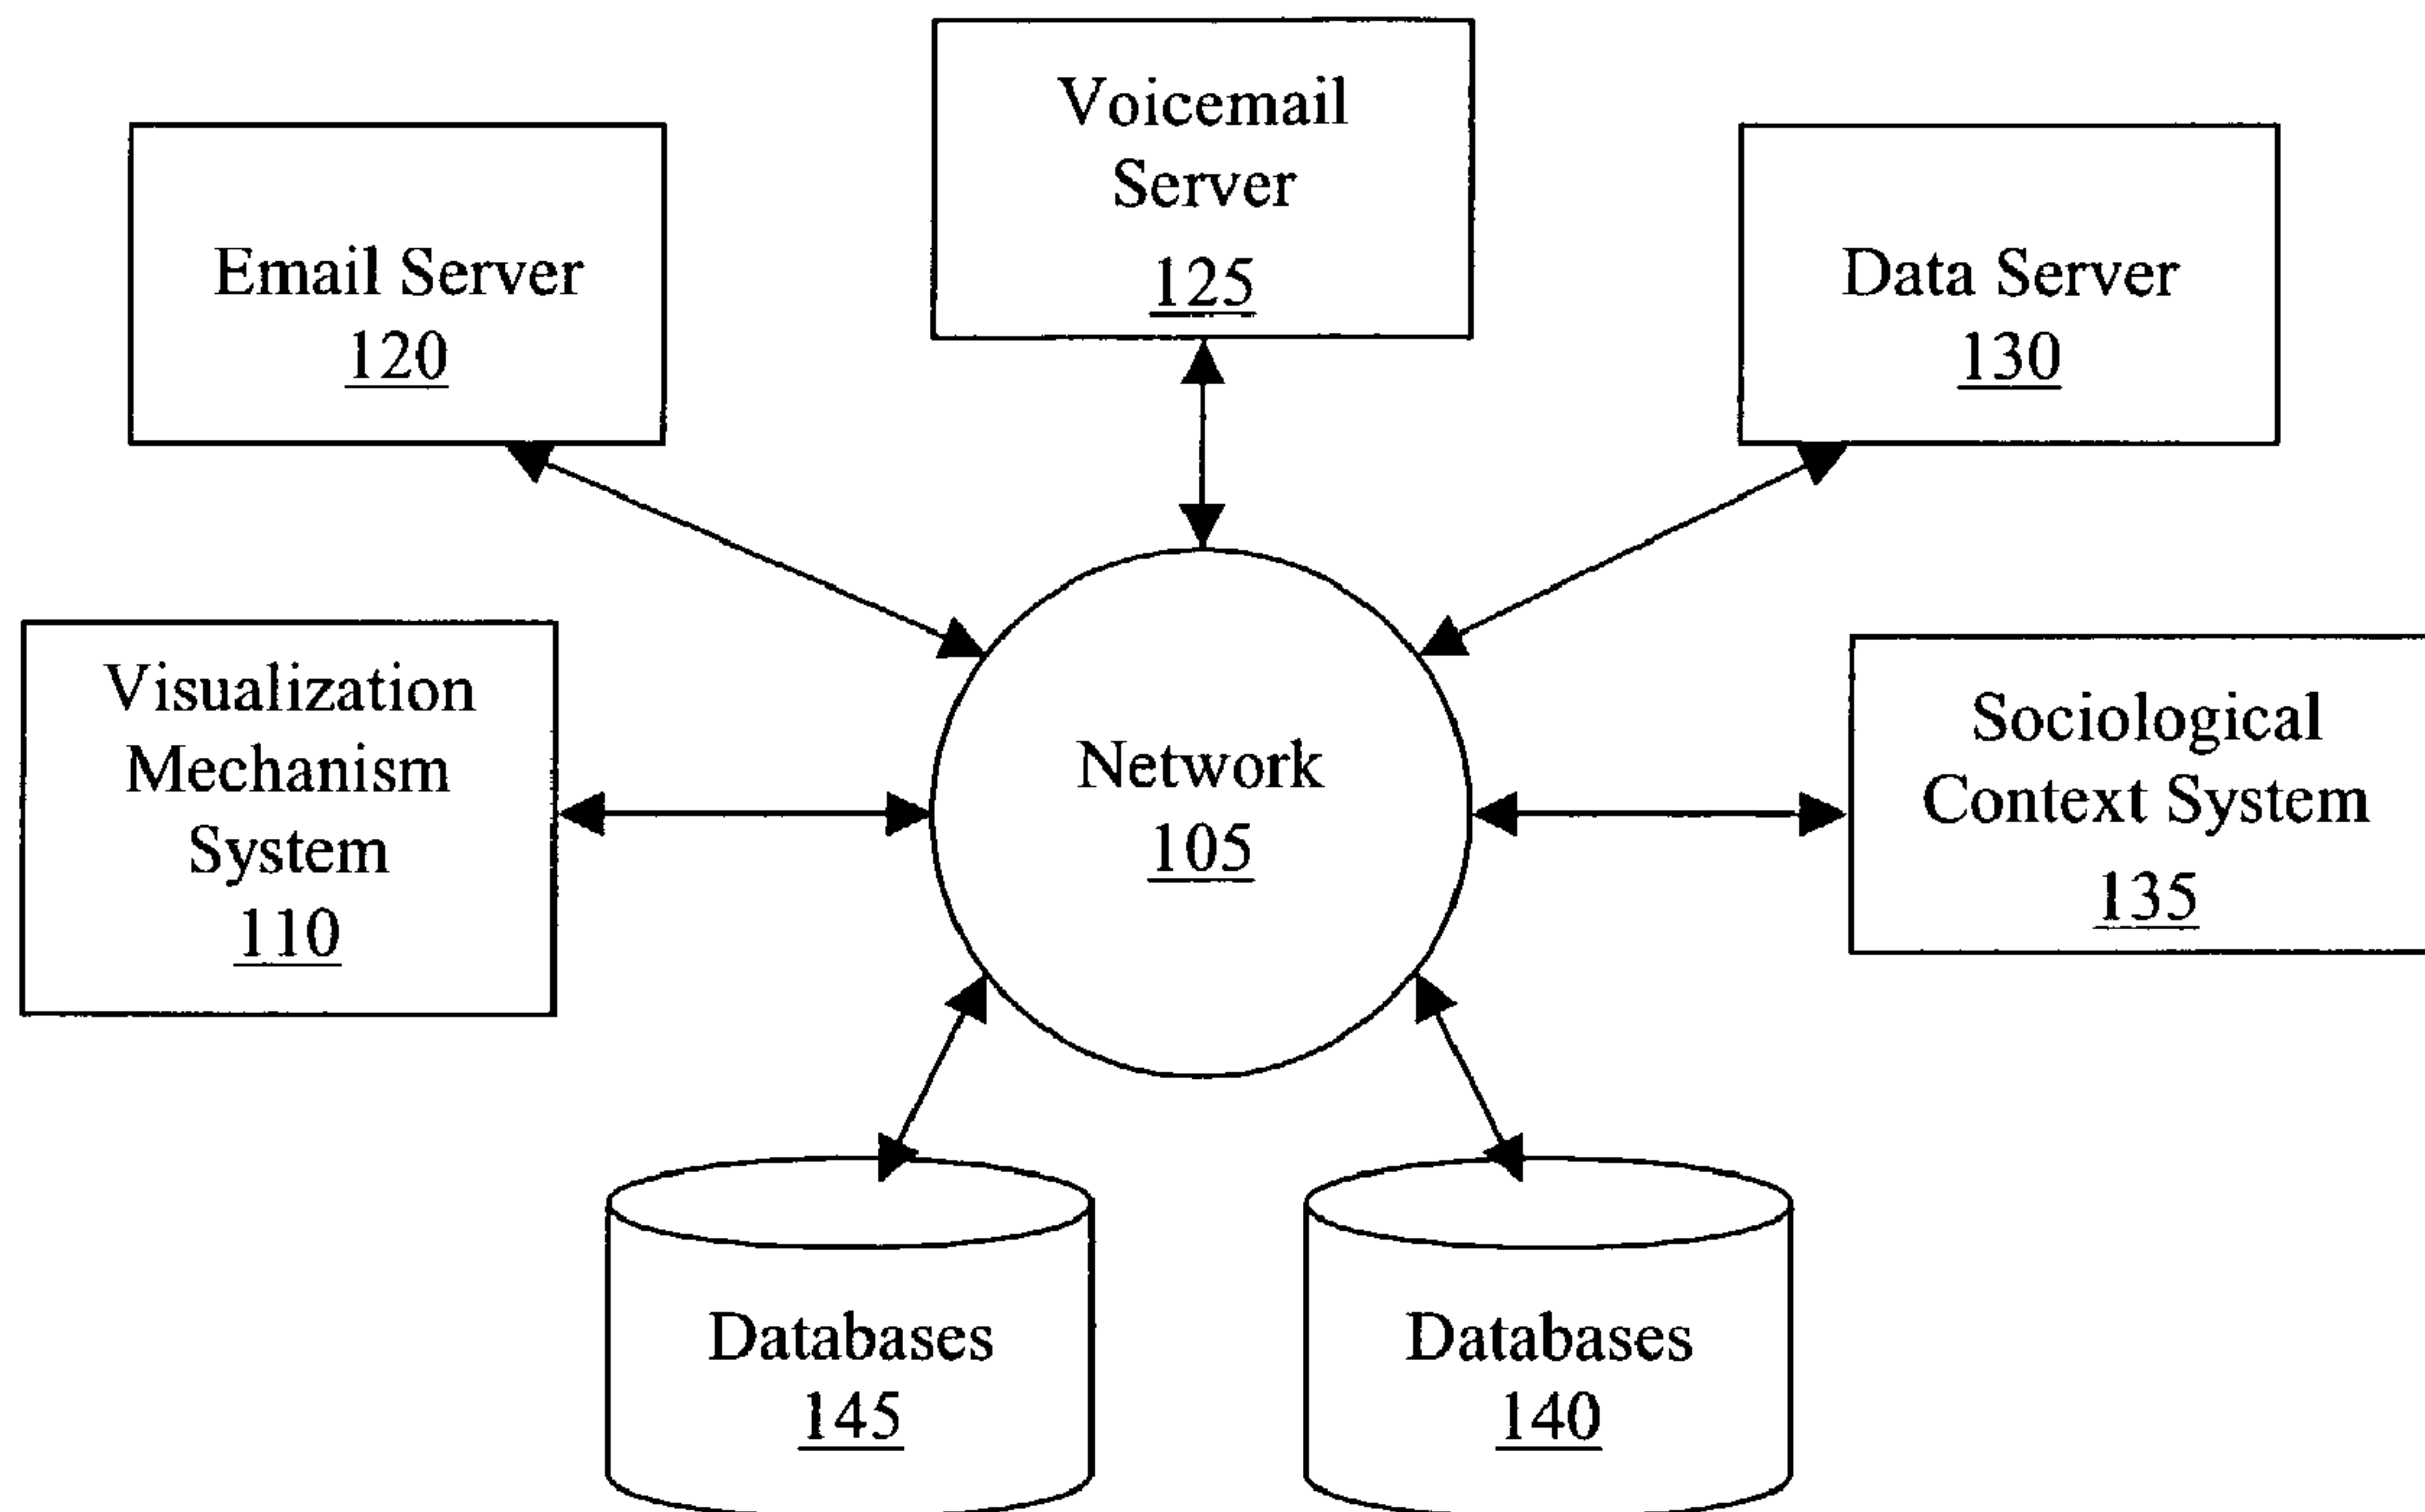 Voicemail
Server
125
Email Server
120
Data Server
130
Visualization
Mechanism
System
110
Network
105
Sociological
Context System
135
Databases
145
Databases
140